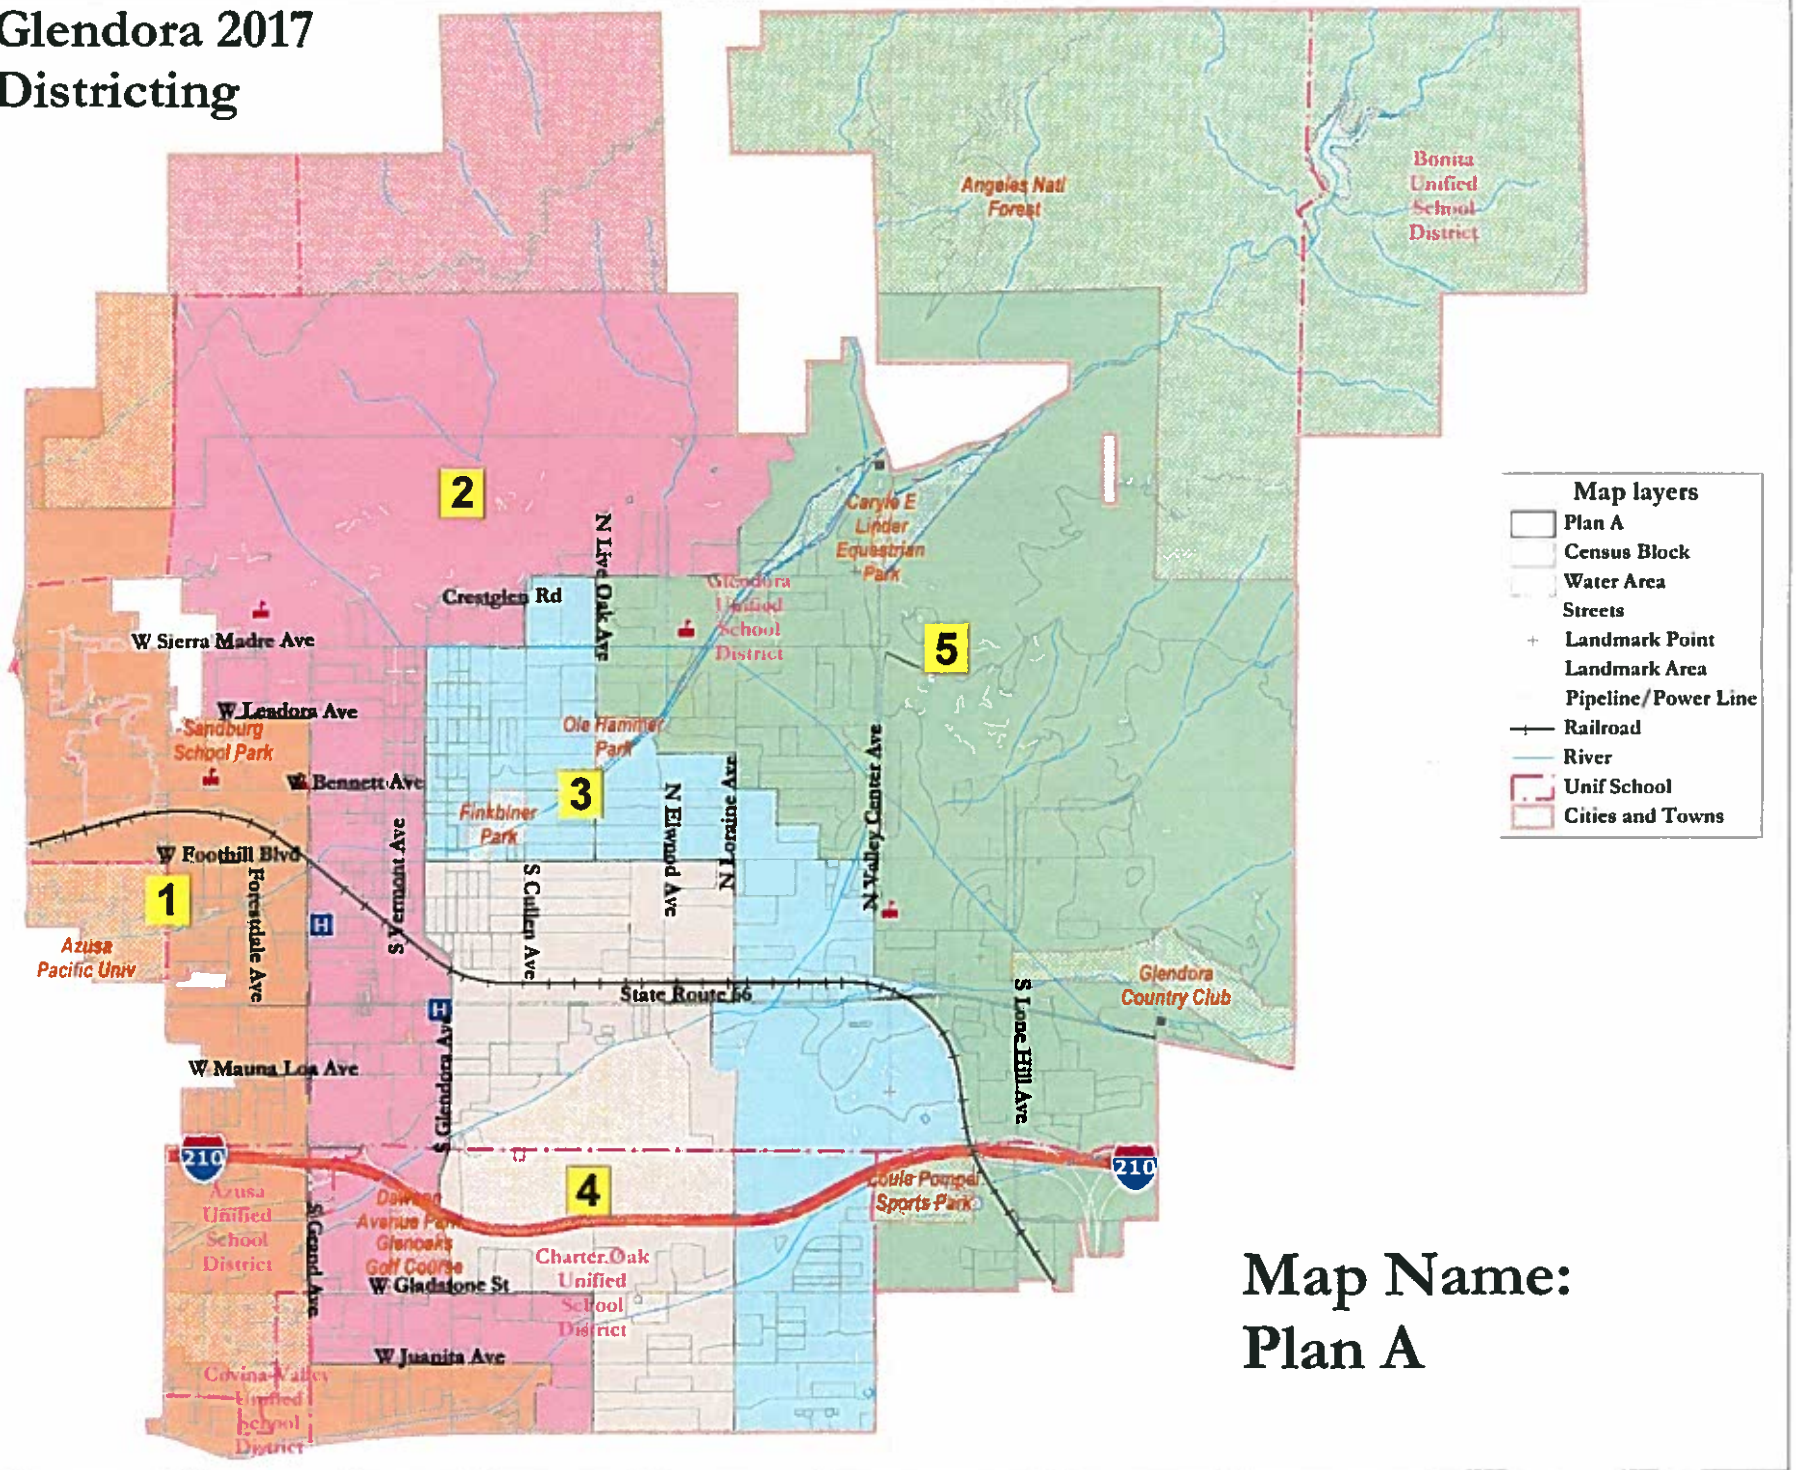 Glendora 2017
Districting
Angeles Natl
Forest
Bonita
Unified
School
District
2
N Live Oak Ave
Caryle E
Linder
Equestrian
Park
Crestglen Rd
Glendora
Unified
School
District
W Sierra Madre Ave
5
W Leadora Ave
Sandburg
School Park
Ole Hammer
Park
W Bennett Ave
3
Finkbiner
Park
N Elwood Ave
N Loraine Ave
N Valley Center Ave
S Vermont Ave
W Foothill Blvd
1
Forestdale Ave
H
S Cullen Ave
Azusa
Pacific Univ
Glendora
Country Club
State Route 66
H
S Glendora Ave
S Lone Hill Ave
W Mauna Loa Ave
210
210
4
Louie Pompei
Sports Park
Azusa
Unified
School
District
Dawson
Avenue Park
Glenoaks
Golf Course
S Grand Ave
Charter Oak
Unified
School
District
W Gladstone St
W Juanita Ave
Covina-Valley
Unified
School
District
Map layers
Plan A
Census Block
Water Area
Streets
Landmark Point
Landmark Area
Pipeline/Power Line
Railroad
River
Unif School
Cities and Towns
Map Name:
Plan A